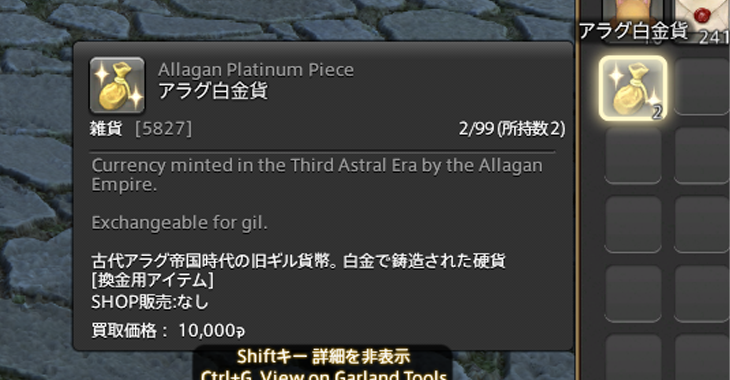 アラグ白金貨
241
Allagan Platinum Piece
アラグ白金貨
雑貨 [5827]
2/99 (所持数2)
2
Currency minted in the Third Astral Era by the Allagan
Empire.
Exchangeable for gil.
古代アラグ帝国時代の旧ギル貨幣。白金で鋳造された硬貨
[換金用アイテム]
SHOP販売:なし
買取価格： 10,000
Shiftキー 詳細を非表示
Ctrl+G View on Garland Tools